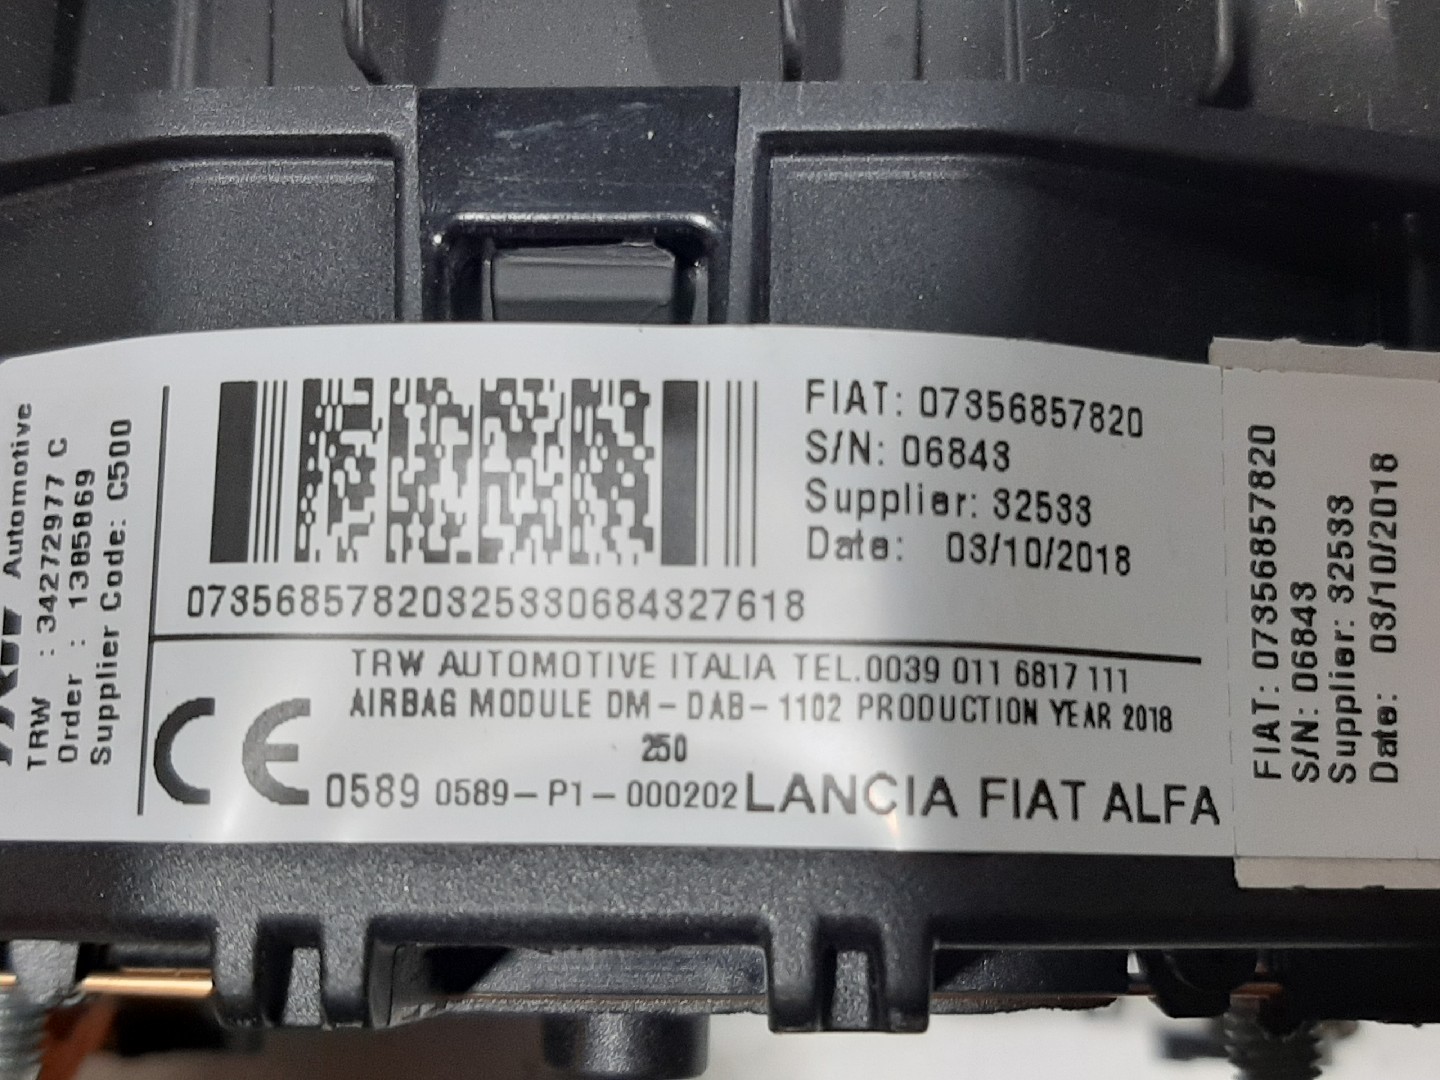 Automotive
TRW : 34272977 C
Order : 1385869
Supplier Code: C500
FIAT: 07356857820
S/N: 06843
Supplier: 32533
Date: 03/10/2018
07356857820325330684327618
TRW AUTOMOTIVE ITALIA TEL.0039 011 6817 111
AIRBAG MODULE DM-DAB-1102 PRODUCTION YEAR 2018
250
CE 0589 0589-P1-000202 LANCIA FIAT ALFA
FIAT: 07356857820
S/N: 06843
Supplier: 32533
Date: 03/10/2018